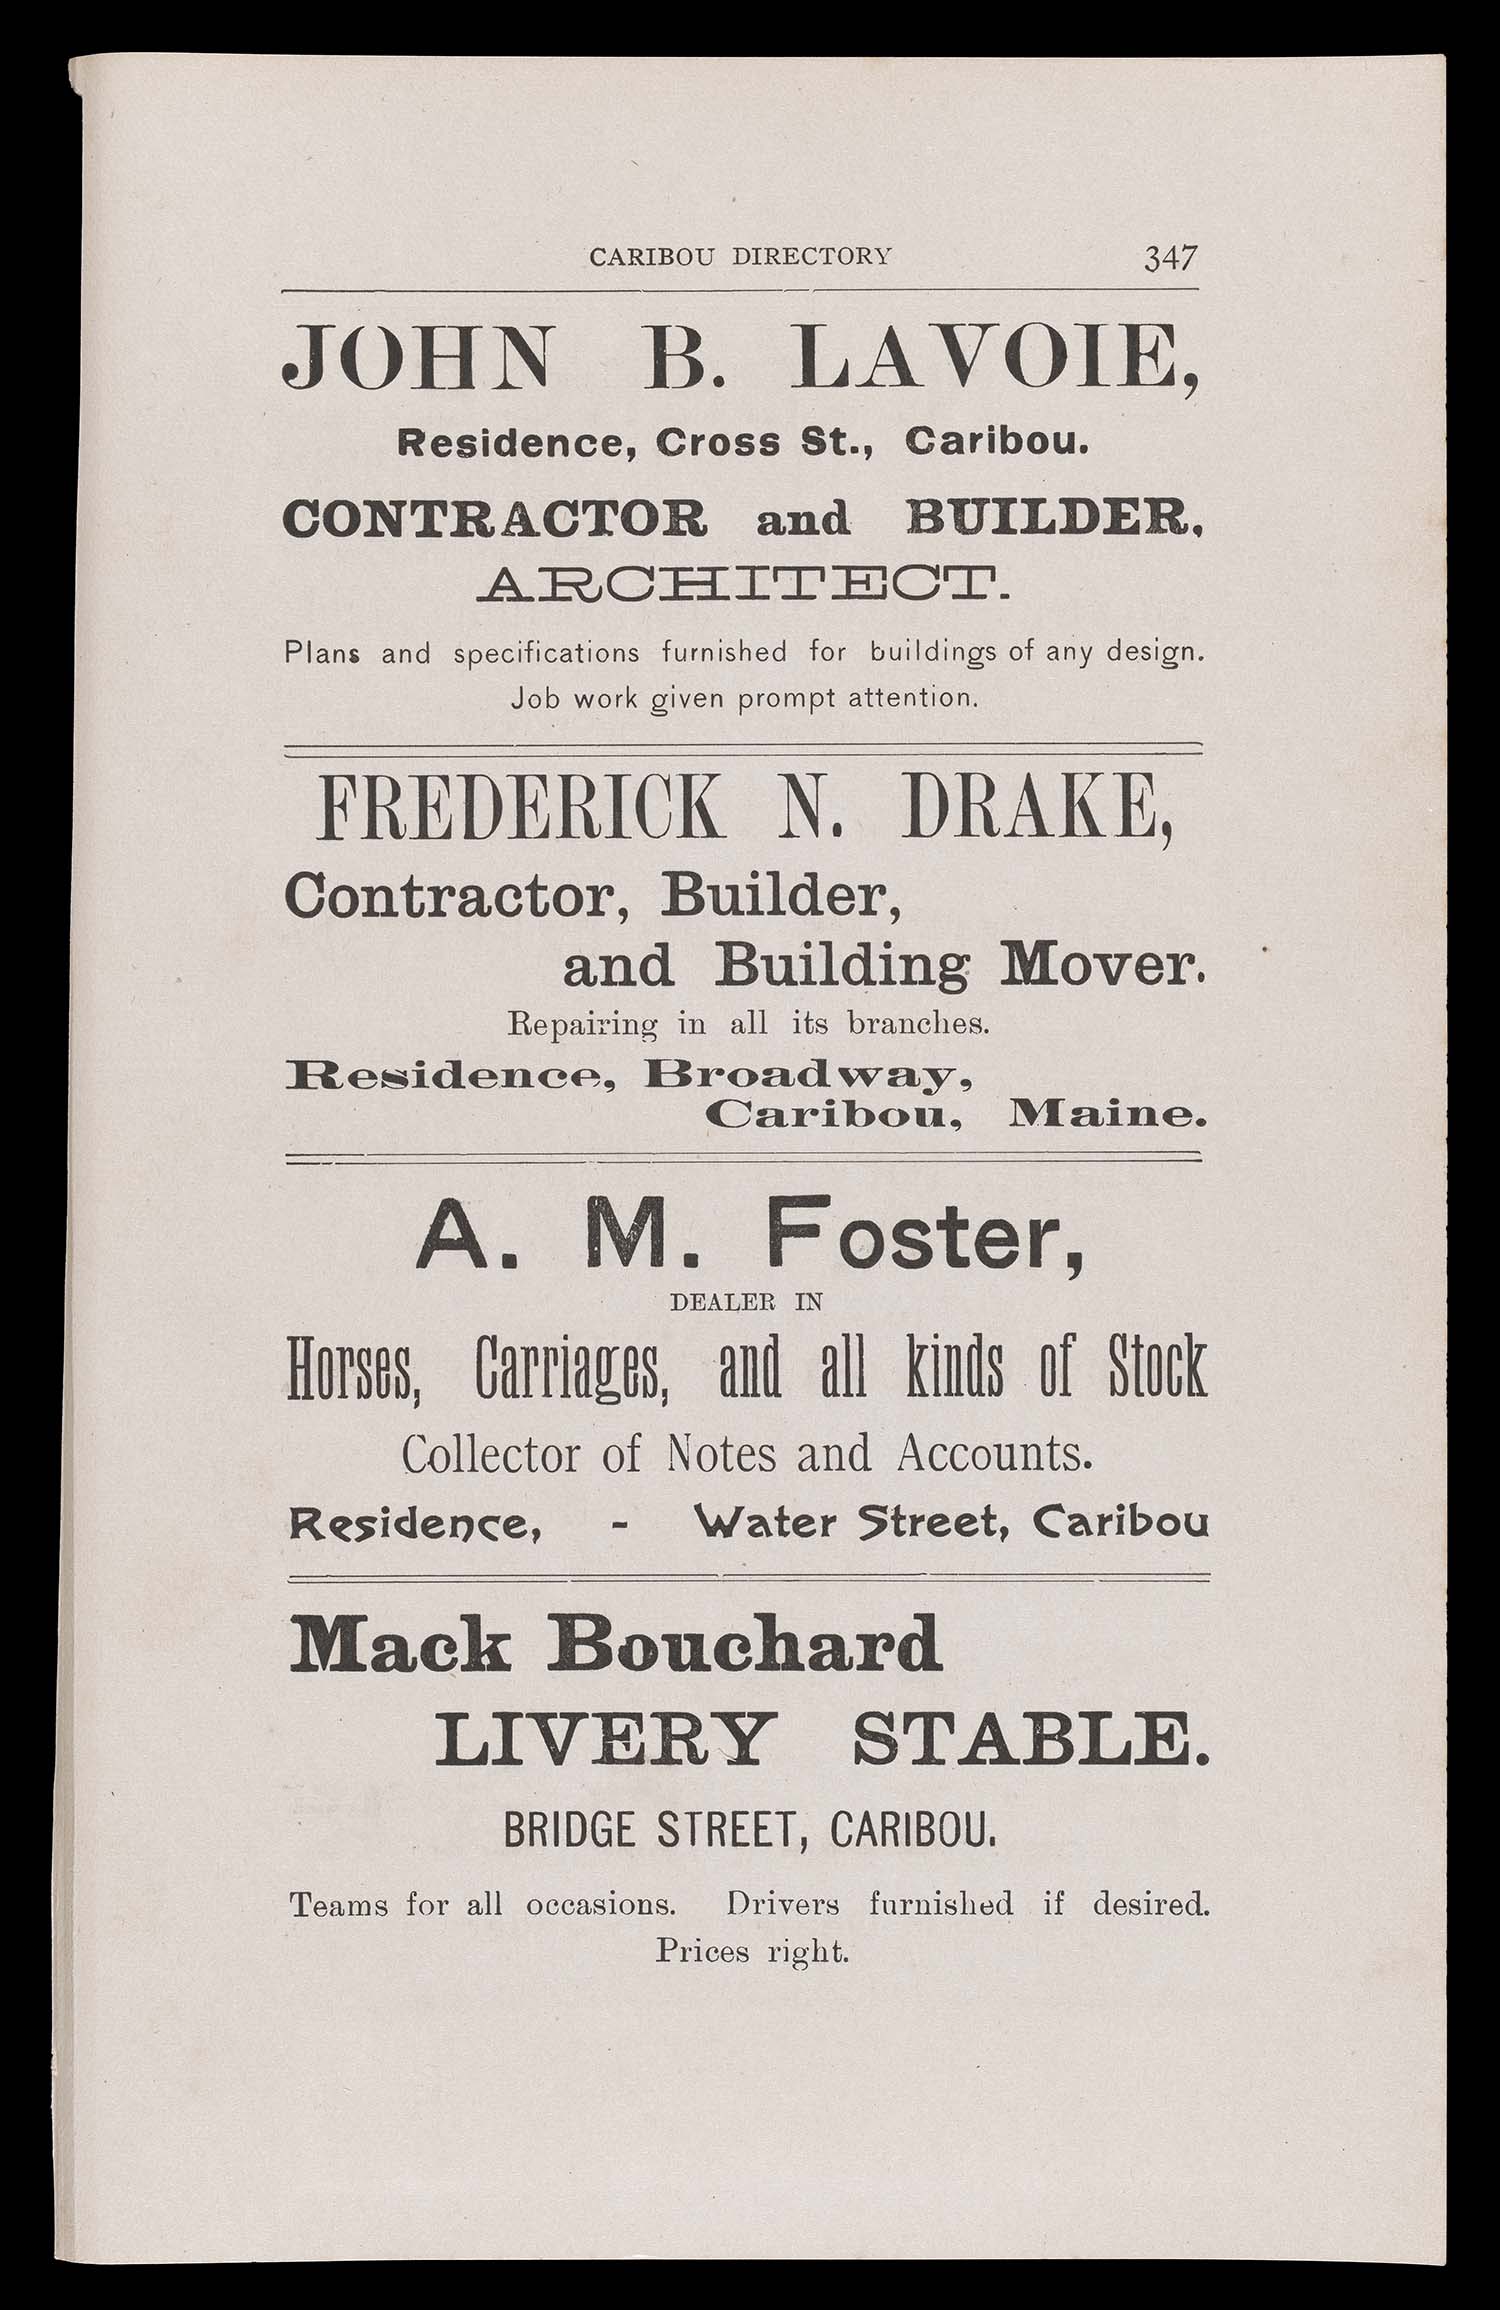 CARIBOU DIRECTORY 347
JOHN B. LAVOIE,
Residence, Cross St., Caribou.
CONTRACTOR and BUILDER,
ARCHITECT.
Plans and specifications furnished for buildings of any design.
Job work given prompt attention.
FREDERICK N. DRAKE,
Contractor, Builder,
and Building Mover.
Repairing in all its branches.
Residence, Broadway,
Caribou, Maine.
A. M. Foster,
DEALER IN
Horses, Carriages, and all kinds of Stock
Collector of Notes and Accounts.
Residence, - Water Street, Caribou
Mack Bouchard
LIVERY STABLE.
BRIDGE STREET, CARIBOU.
Teams for all occasions. Drivers furnished if desired.
Prices right.